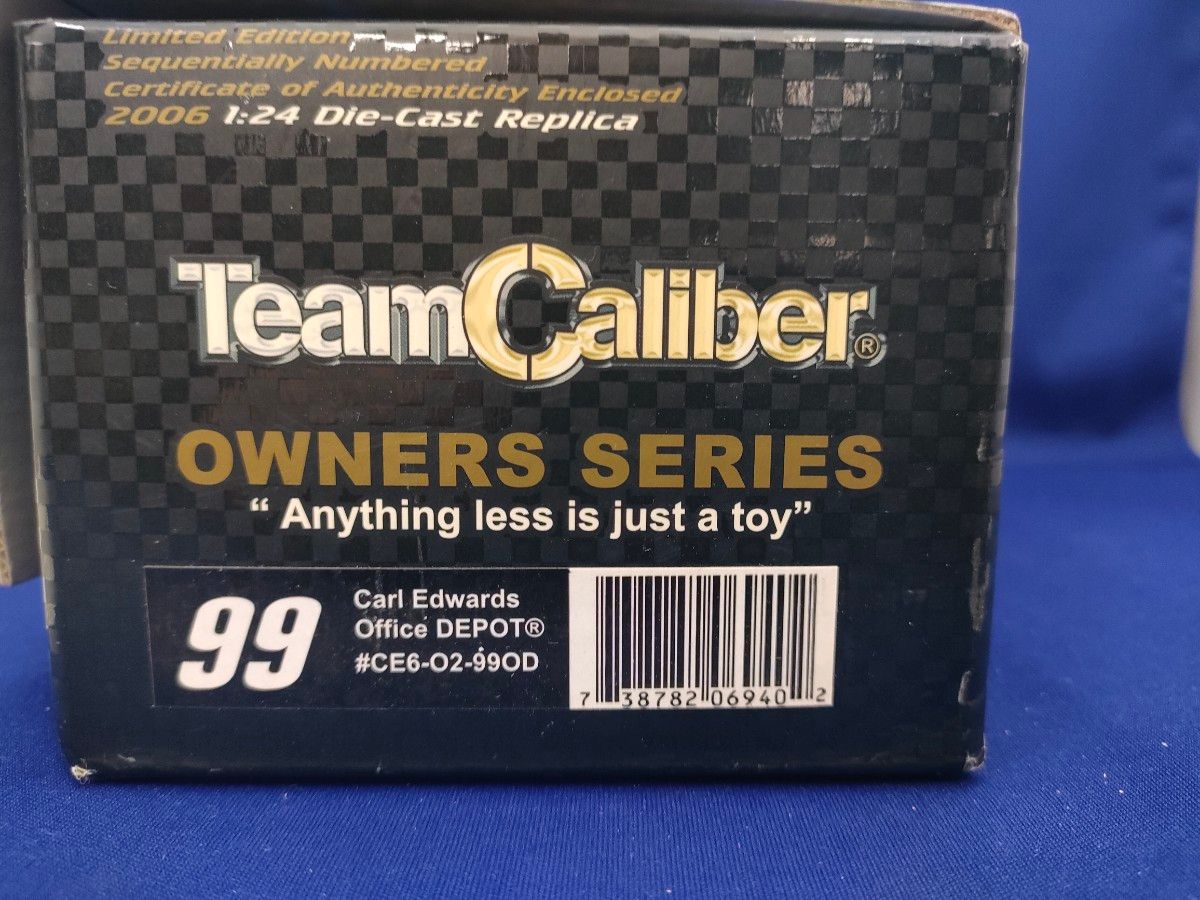 Limited Edition
Sequentially Numbered
Certificate of Authenticity Enclosed
2006 1:24 Die-Cast Replica
TeamCaliber®
OWNERS SERIES
“ Anything less is just a toy”
99
Carl Edwards
Office DEPOT®
#CE6-O2-99OD
7 38782 06940 2